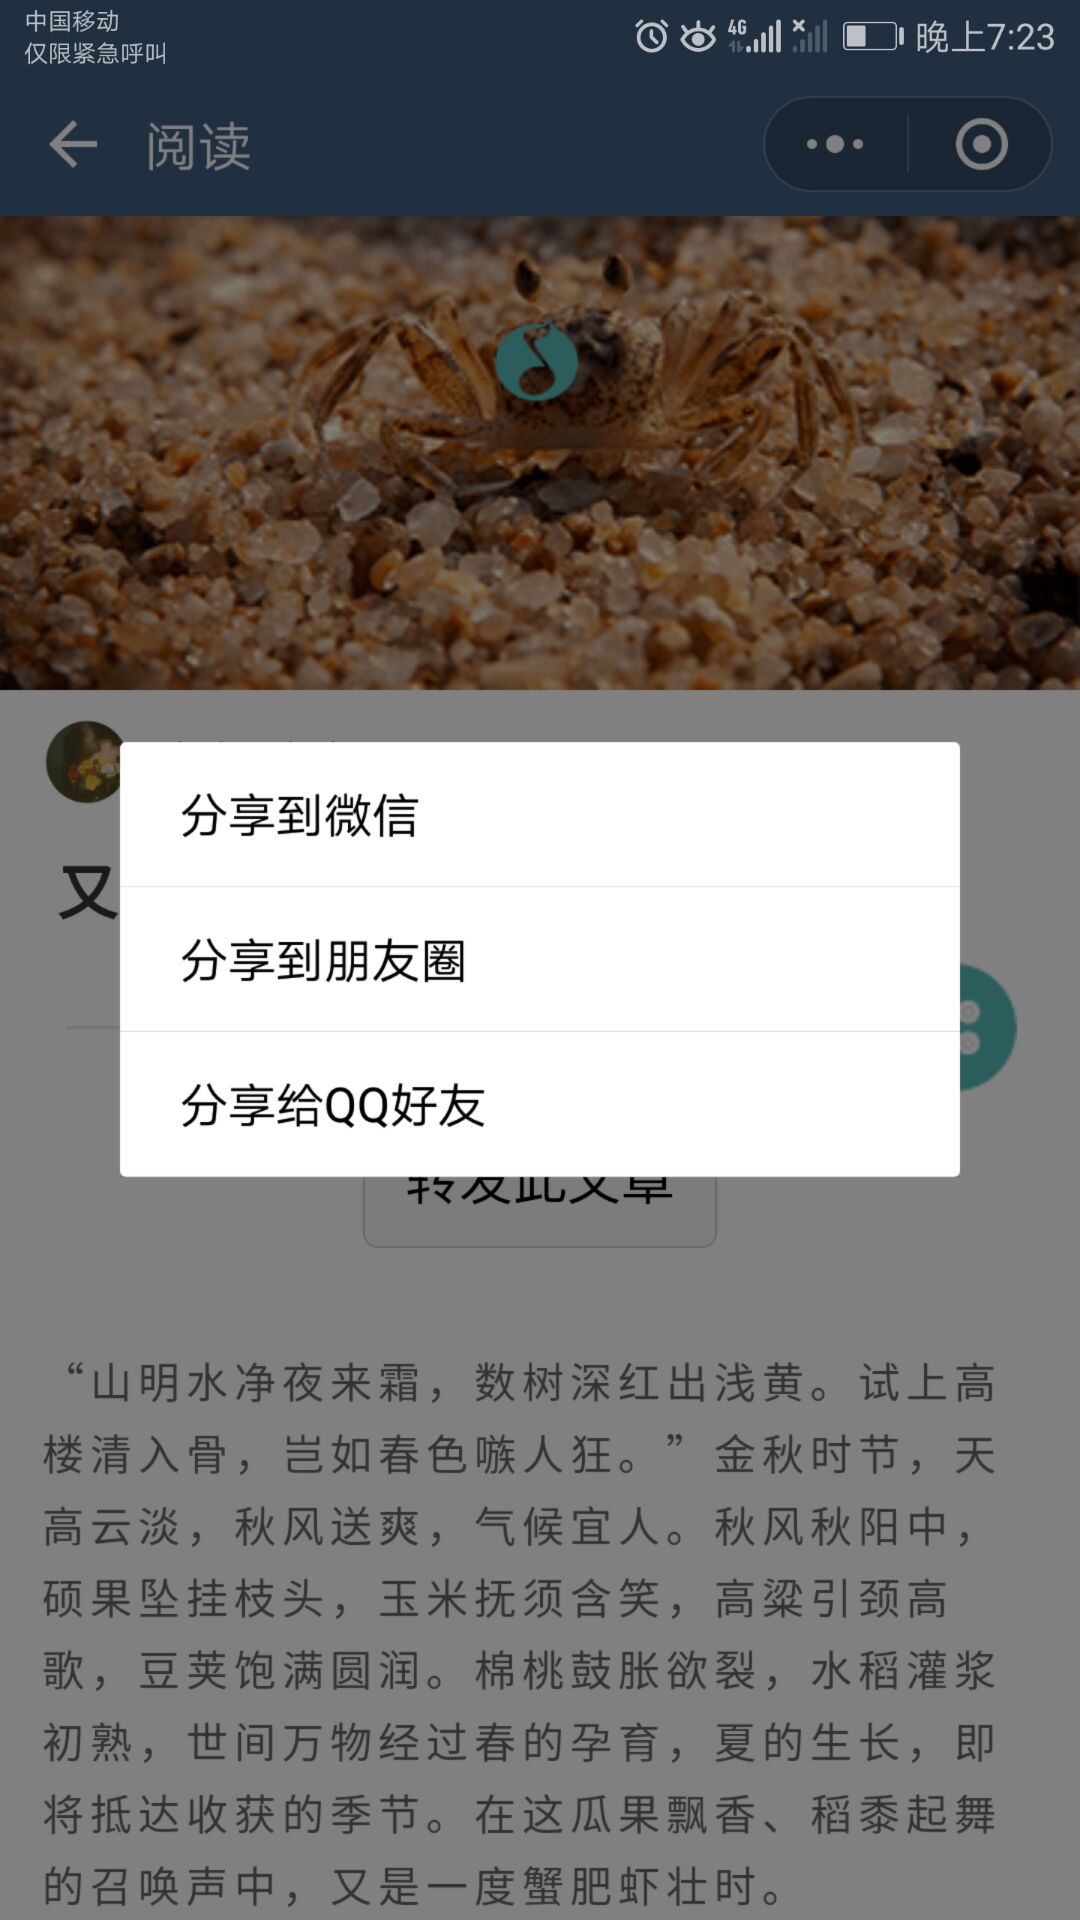 中国移动
仅限紧急呼叫
4G
晚上7:23
阅读
分享到微信
又
分享到朋友圈
分享给QQ好友
转发此文章
“山明水净夜来霜，数树深红出浅黄。试上高
楼清入骨，岂如春色嗾人狂。”金秋时节，天
高云淡，秋风送爽，气候宜人。秋风秋阳中，
硕果坠挂枝头，玉米抚须含笑，高粱引颈高
歌，豆荚饱满圆润。棉桃鼓胀欲裂，水稻灌浆
初熟，世间万物经过春的孕育，夏的生长，即
将抵达收获的季节。在这瓜果飘香、稻黍起舞
的召唤声中，又是一度蟹肥虾壮时。